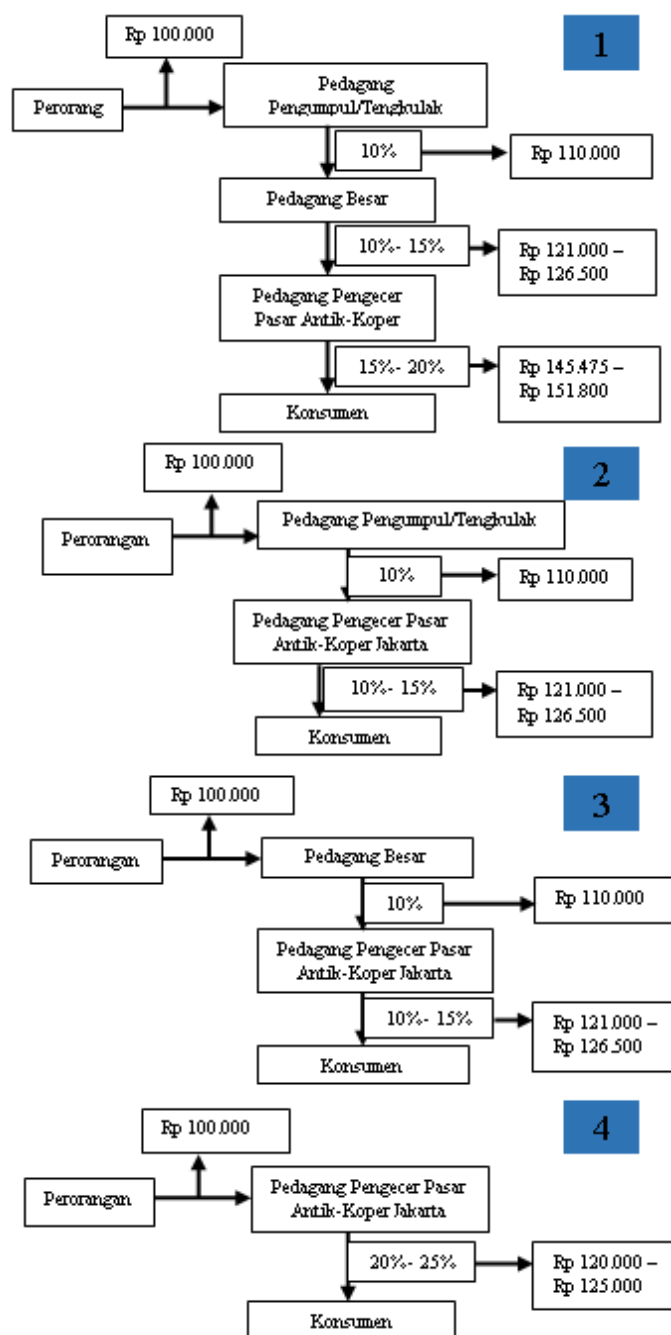 Rp 100.000
1
Perorang
Pedagang
Pengumpul/Tengkulak
10%
Rp 110.000
Pedagang Besar
10%- 15%
Rp 121.000 –
Rp 126.500
Pedagang Pengecer
Pasar Antik-Koper
15%- 20%
Rp 145.475 –
Rp 151.800
Konsumen
Rp 100.000
2
Perorangan
Pedagang Pengumpul/Tengkulak
10%
Rp 110.000
Pedagang Pengecer Pasar
Antik-Koper Jakarta
10%- 15%
Rp 121.000 –
Rp 126.500
Konsumen
Rp 100.000
3
Perorangan
Pedagang Besar
10%
Rp 110.000
Pedagang Pengecer Pasar
Antik-Koper Jakarta
10%- 15%
Rp 121.000 –
Rp 126.500
Konsumen
Rp 100.000
4
Perorangan
Pedagang Pengecer Pasar
Antik-Koper Jakarta
20%- 25%
Rp 120.000 –
Rp 125.000
Konsumen